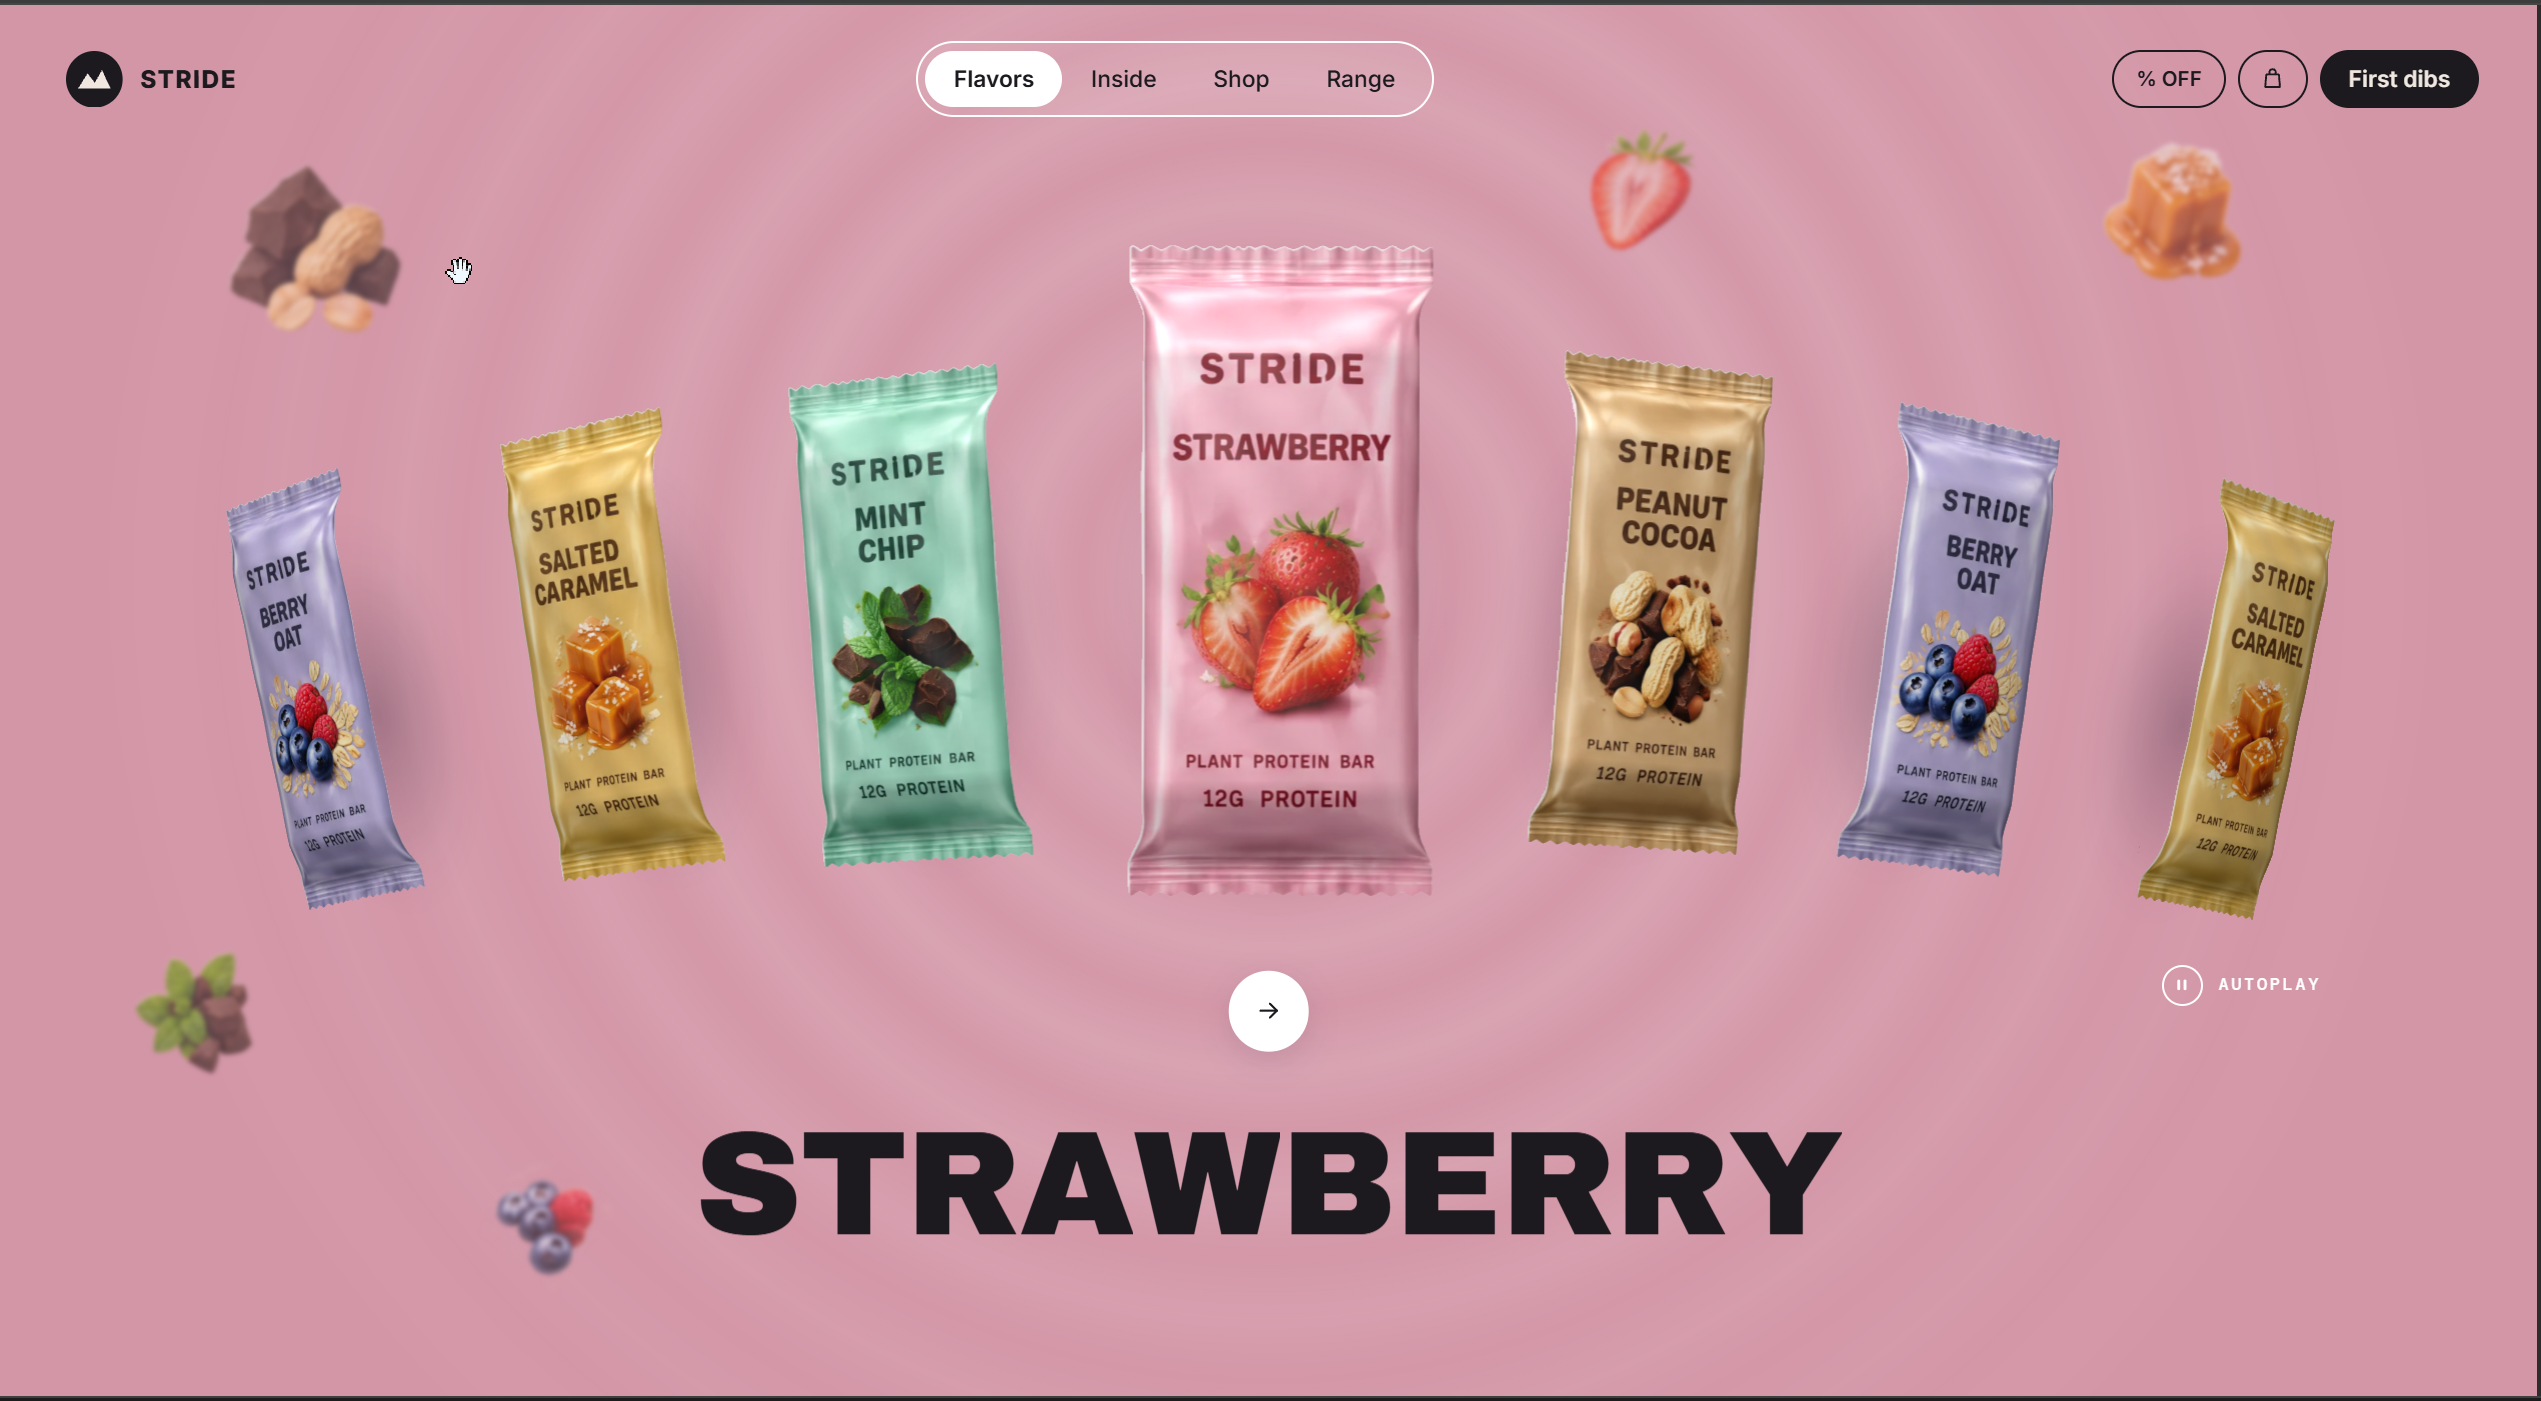 STRIDE
Flavors
Inside
Shop
Range
% OFF
First dibs
STRIDE
BERRY
OAT
PLANT PROTEIN BAR
12G PROTEIN
STRIDE
SALTED
CARAMEL
PLANT PROTEIN BAR
12G PROTEIN
STRIDE
MINT
CHIP
PLANT PROTEIN BAR
12G PROTEIN
STRIDE
STRAWBERRY
PLANT PROTEIN BAR
12G PROTEIN
STRIDE
PEANUT
COCOA
PLANT PROTEIN BAR
12G PROTEIN
STRIDE
BERRY
OAT
PLANT PROTEIN BAR
12G PROTEIN
STRIDE
SALTED
CARAMEL
PLANT PROTEIN BAR
12G PROTEIN
AUTOPLAY
STRAWBERRY